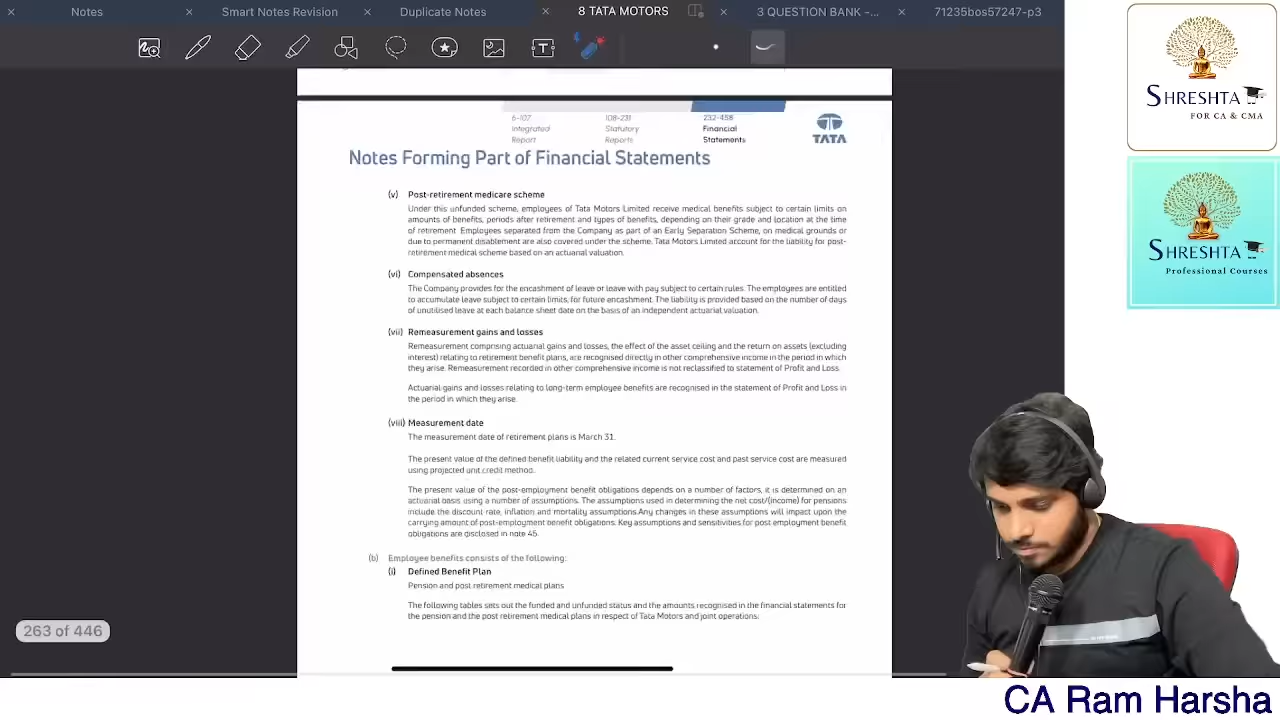 Notes
Smart Notes Revision
Duplicate Notes
8 TATA MOTORS
3 QUESTION BANK –...
71235bos57247-p3
6-107
Integrated
Report
108-231
Statutory
Reports
232-458
Financial
Statements
TATA
Notes Forming Part of Financial Statements
(v) Post-retirement medicare scheme
Under this unfunded scheme, employees of Tata Motors Limited receive medical benefits subject to certain limits on
amounts of benefits, periods after retirement and types of benefits, depending on their grade and location at the time
of retirement. Employees separated from the Company as part of an Early Separation Scheme, on medical grounds or
due to permanent disablement are also covered under the scheme. Tata Motors Limited account for the liability for post-
retirement medical scheme based on an actuarial valuation.
(vi) Compensated absences
The Company provides for the encashment of leave or leave with pay subject to certain rules. The employees are entitled
to accumulate leave subject to certain limits, for future encashment. The liability is provided based on the number of days
of unutilised leave at each balance sheet date on the basis of an independent actuarial valuation.
(vii) Remeasurement gains and losses
Remeasurement comprising actuarial gains and losses, the effect of the asset ceiling and the return on assets (excluding
interest) relating to retirement benefit plans, are recognised directly in other comprehensive income in the period in which
they arise. Remeasurement recorded in other comprehensive income is not reclassified to statement of Profit and Loss.
Actuarial gains and losses relating to long-term employee benefits are recognised in the statement of Profit and Loss in
the period in which they arise.
(viii) Measurement date
The measurement date of retirement plans is March 31.
The present value of the defined benefit liability and the related current service cost and past service cost are measured
using projected unit credit method.
The present value of the post-employment benefit obligations depends on a number of factors, it is determined on an
actuarial basis using a number of assumptions. The assumptions used in determining the net cost/(income) for pensions
include the discount rate, inflation and mortality assumptions.Any changes in these assumptions will impact upon the
carrying amount of post-employment benefit obligations. Key assumptions and sensitivities for post employment benefit
obligations are disclosed in note 45.
(b) Employee benefits consists of the following:
(i) Defined Benefit Plan
Pension and post retirement medical plans
The following tables sets out the funded and unfunded status and the amounts recognised in the financial statements for
the pension and the post retirement medical plans in respect of Tata Motors and joint operations:
263 of 446
SHRESHTA
FOR CA & CMA
SHRESHTA
Professional Courses
CA Ram Harsha